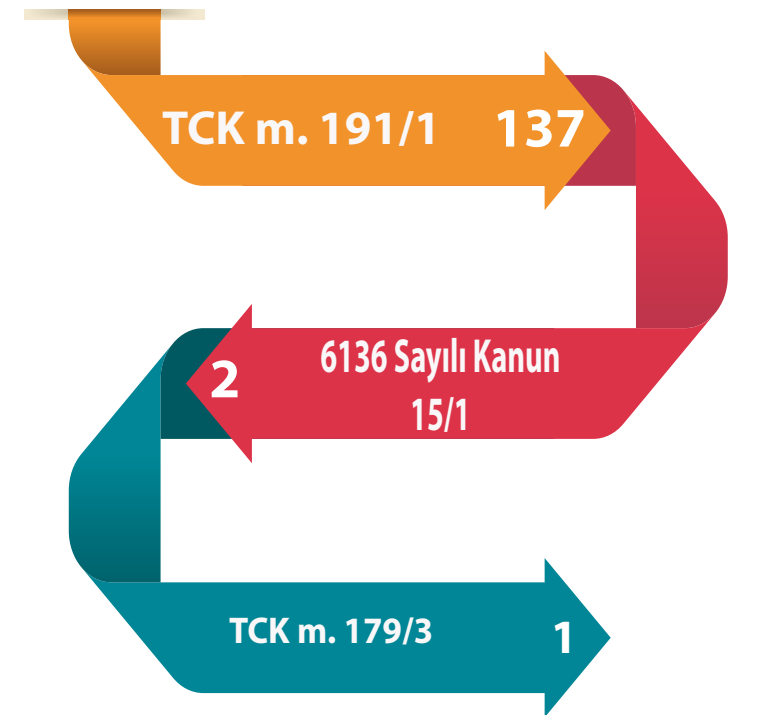 TCK m. 191/1 137
6136 Sayılı Kanun
15/1
2
TCK m. 179/3 1